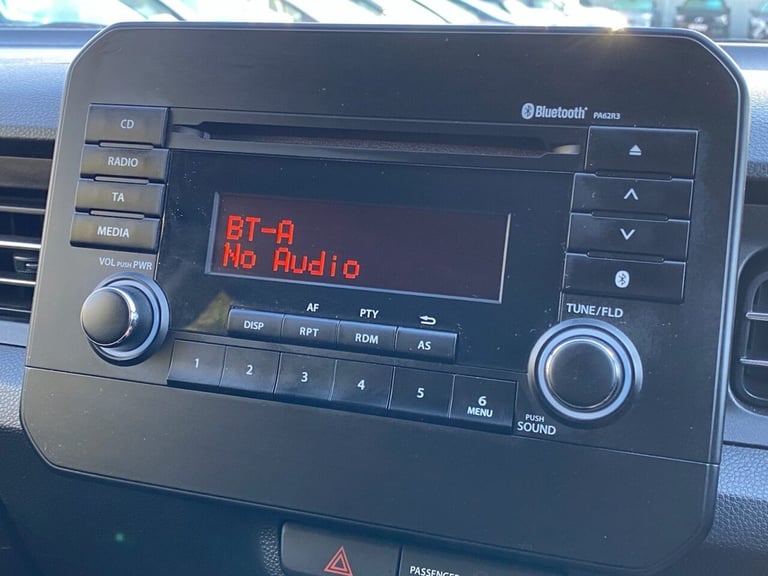 Bluetooth PA62R3
CD
RADIO
TA
MEDIA
VOL PUSH PWR
BT-A
No Audio
AF PTY
DISP RPT RDM AS
1 2 3 4 5 6
MENU
TUNE/FLD
PUSH
SOUND
PASSENGER